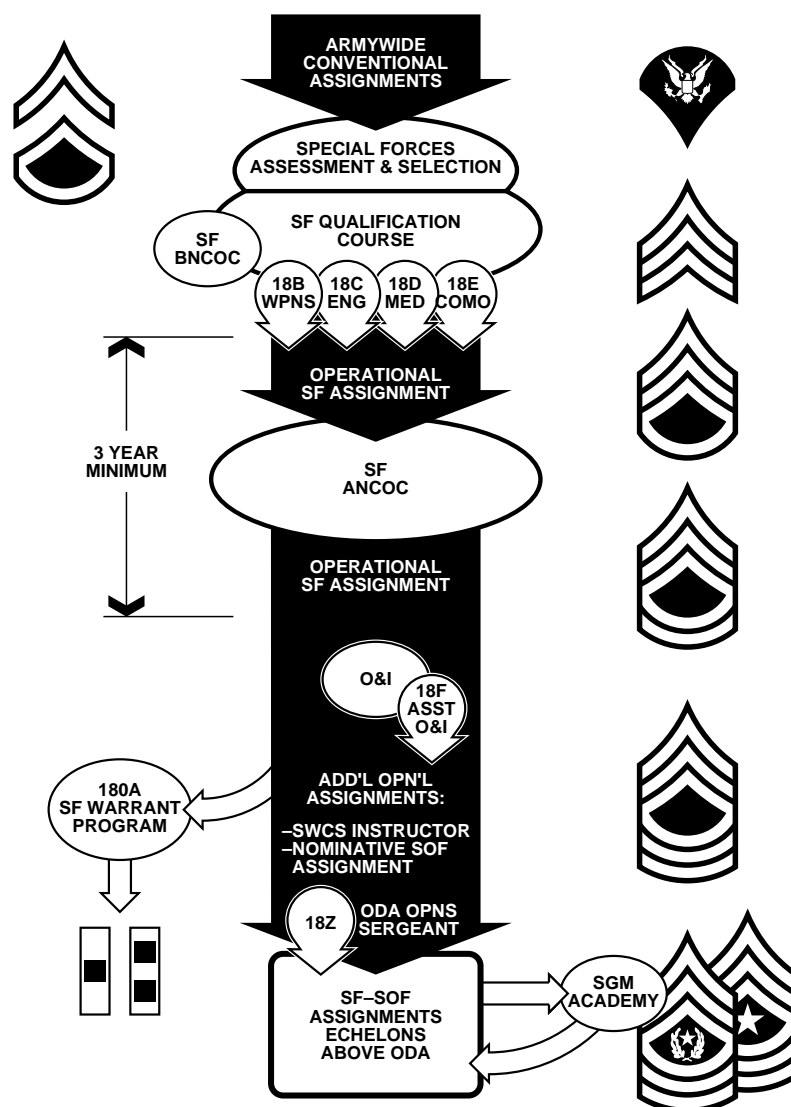 ARMYWIDE
CONVENTIONAL
ASSIGNMENTS
SPECIAL FORCES
ASSESSMENT & SELECTION
SF QUALIFICATION
COURSE
SF
BNCOC
18B
WPNS
18C
ENG
18D
MED
18E
COMO
OPERATIONAL
SF ASSIGNMENT
3 YEAR
MINIMUM
SF
ANCOC
OPERATIONAL
SF ASSIGNMENT
O&I
18F
ASST
O&I
180A
SF WARRANT
PROGRAM
ADD'L OPN'L
ASSIGNMENTS:
–SWCS INSTRUCTOR
–NOMINATIVE SOF
ASSIGNMENT
18Z
ODA OPNS
SERGEANT
SF–SOF
ASSIGNMENTS
ECHELONS
ABOVE ODA
SGM
ACADEMY